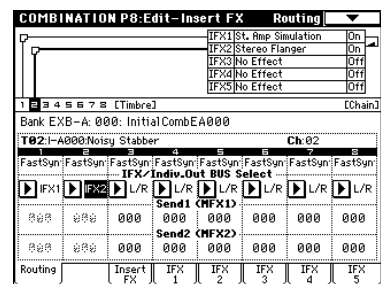 COMBINATION P8:Edit-Insert FX Routing
IFX1 St. Amp Simulation On
IFX2 Stereo Flanger On
IFX3 No Effect Off
IFX4 No Effect Off
IFX5 No Effect Off
1 2 3 4 5 6 7 8 [Timbre] [Chain]
Bank EXB-A: 000: InitialCombEA000
T02:I-A000:Noisy Stabber Ch:02
1 2 3 4 5 6 7 8
FastSyn FastSyn FastSyn FastSyn FastSyn FastSyn FastSyn FastSyn
IFX/Indiv.Out BUS Select
IFX1 IFX2 L/R L/R L/R L/R L/R L/R
Send1 (MFX1)
000 000 000 000 000 000
Send2 (MFX2)
000 000 000 000 000 000
Routing Insert FX IFX 1 IFX 2 IFX 3 IFX 4 IFX 5